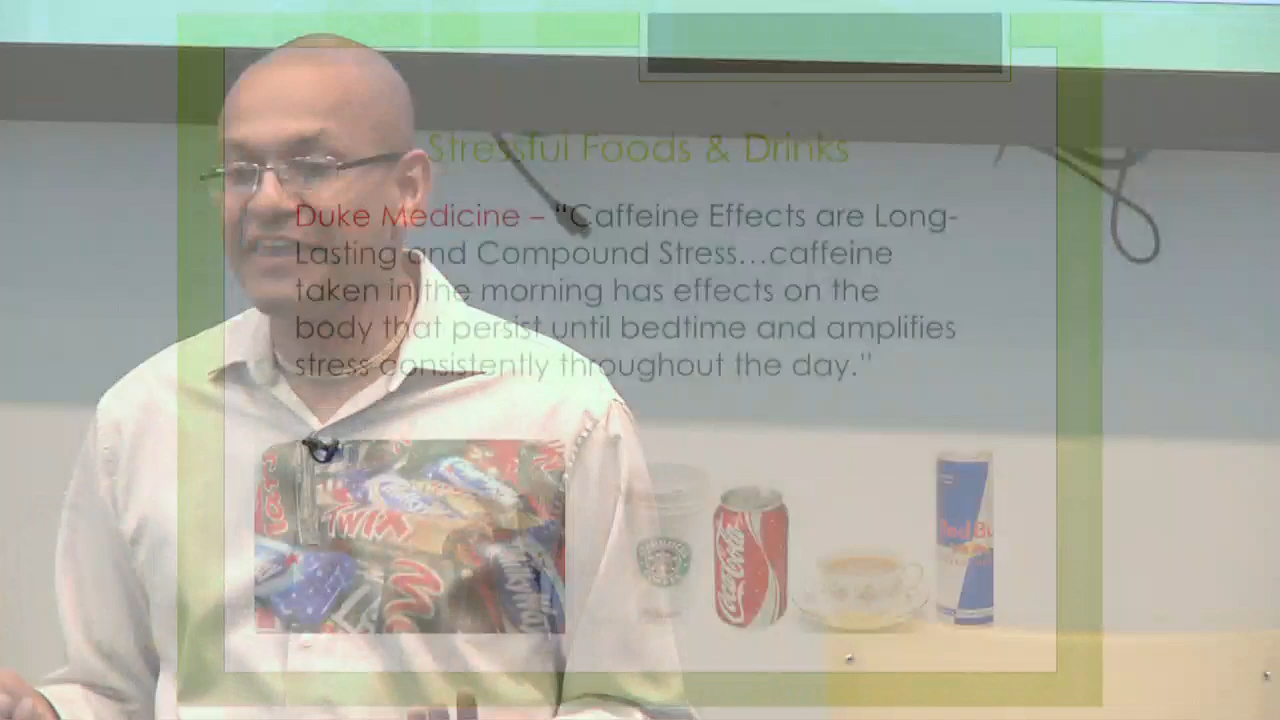 Stressful Foods & Drinks
Duke Medicine – "Caffeine Effects are Long-
Lasting and Compound Stress...caffeine
taken in the morning has effects on the
body that persist until bedtime and amplifies
stress consistently throughout the day."
Mars
TWIX
Coca-Cola
Red Bu